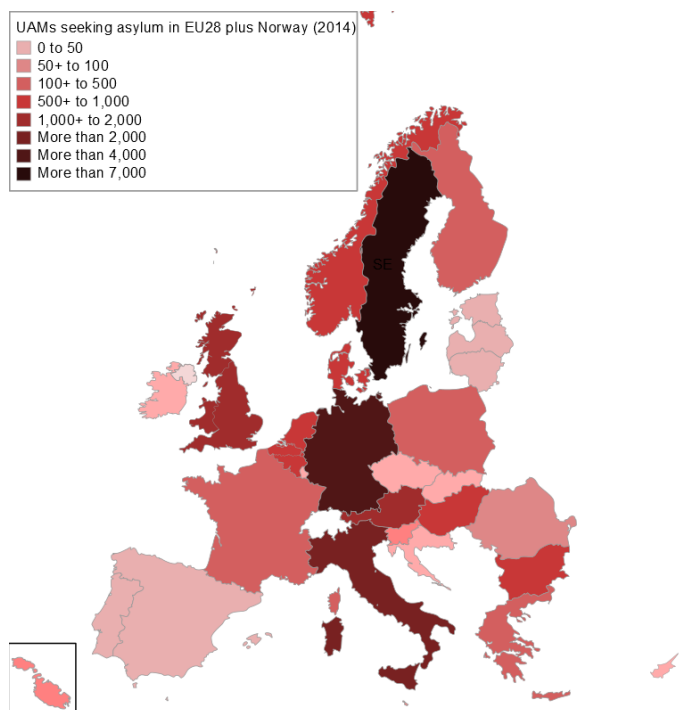 UAMs seeking asylum in EU28 plus Norway (2014)
0 to 50
50+ to 100
100+ to 500
500+ to 1,000
1,000+ to 2,000
More than 2,000
More than 4,000
More than 7,000
SE